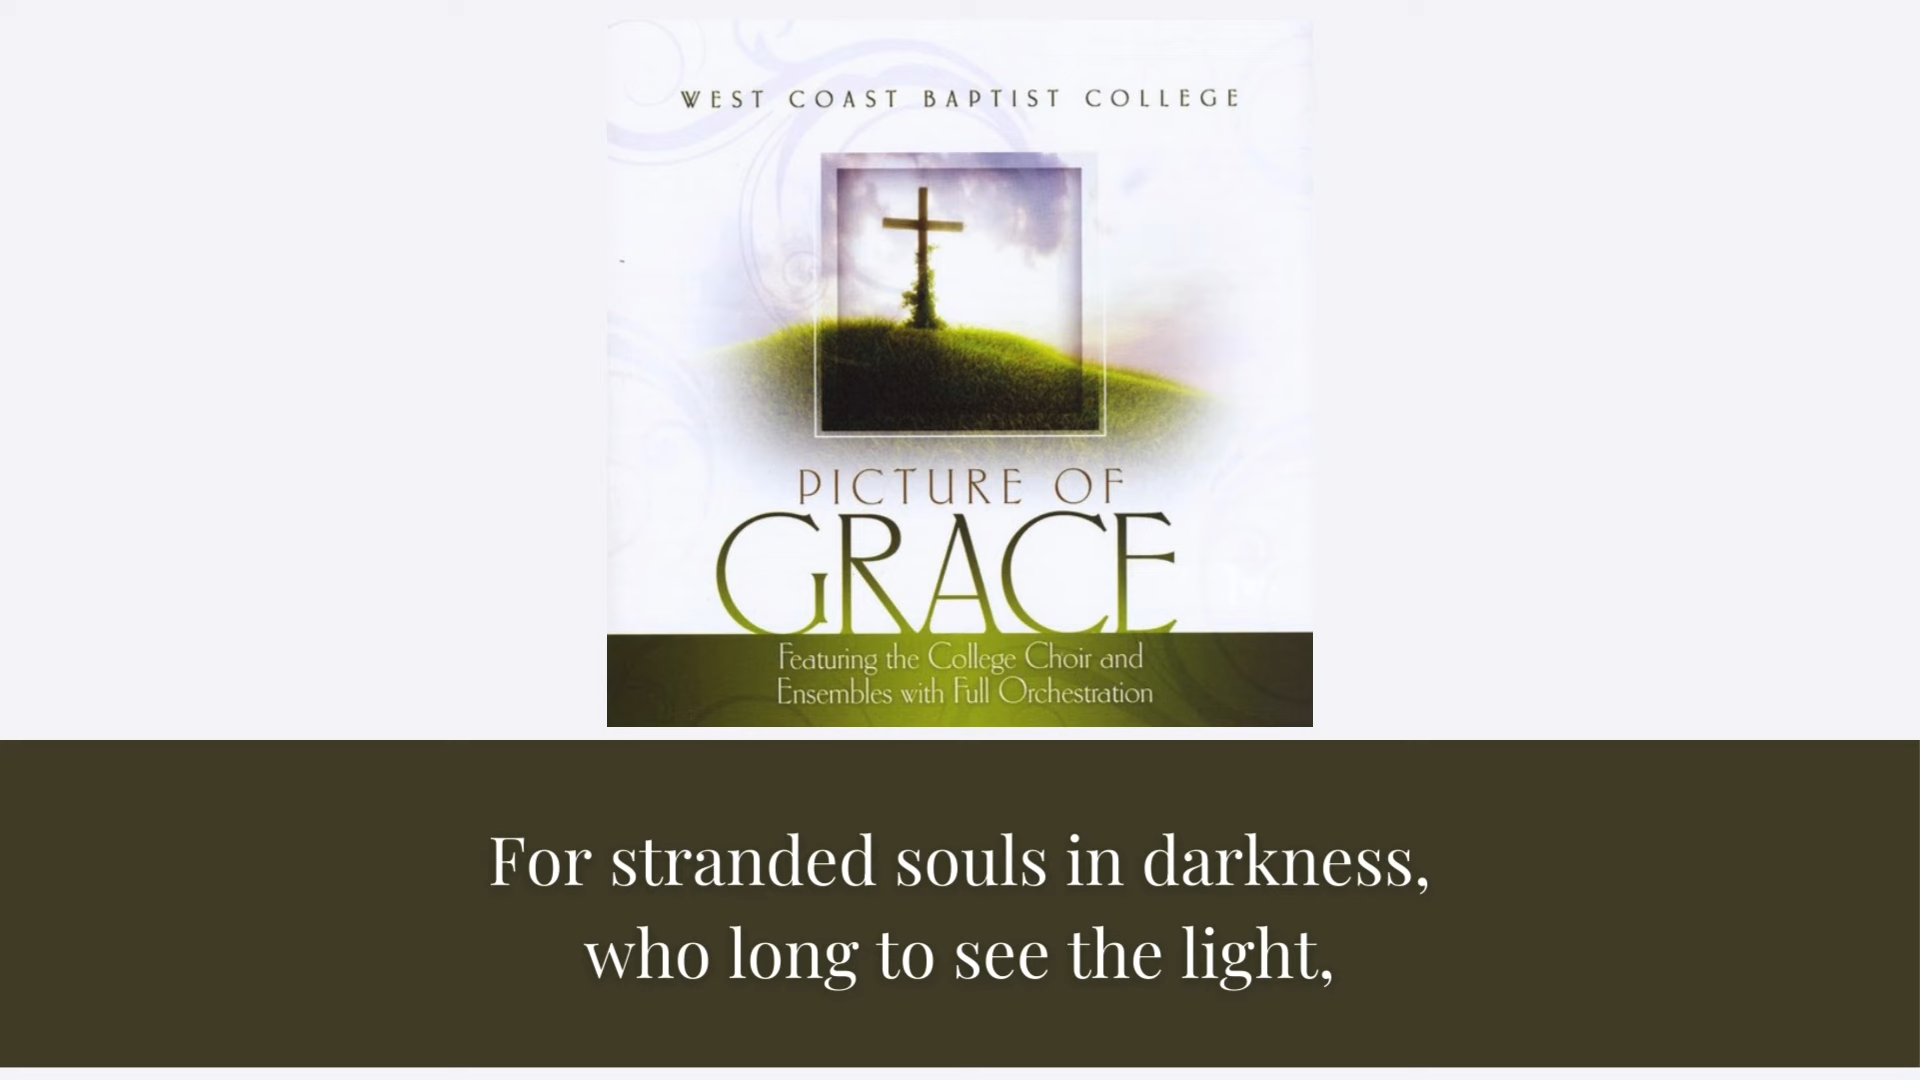 WEST COAST BAPTIST COLLEGE
PICTURE OF
GRACE
Featuring the College Choir and
Ensembles with Full Orchestration
For stranded souls in darkness,
who long to see the light,